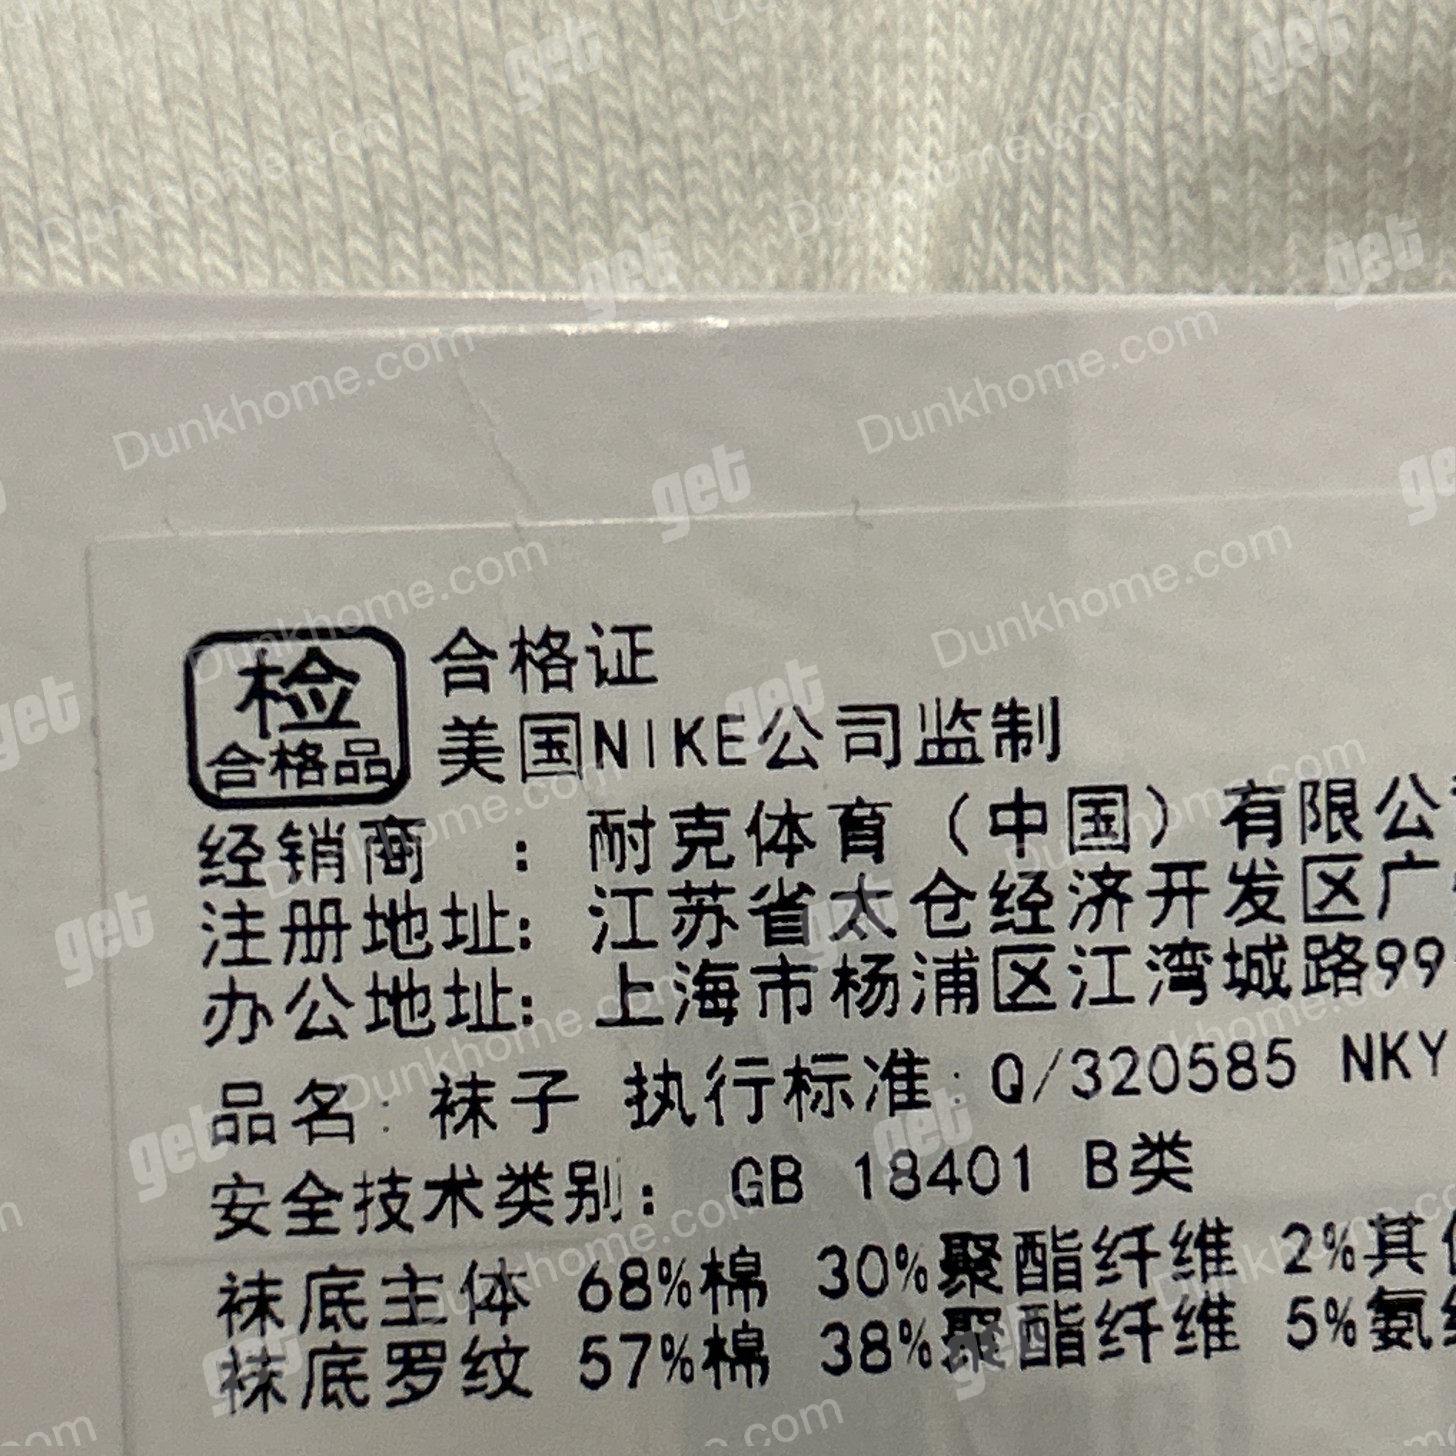 检
合格品
合格证
美国NIKE公司监制
经销商 : 耐克体育（中国）有限公
注册地址: 江苏省太仓经济开发区广
办公地址: 上海市杨浦区江湾城路99
品名: 袜子 执行标准: Q/320585 NKY
安全技术类别: GB 18401 B类
袜底主体 68%棉 30%聚酯纤维 2%其
袜底罗纹 57%棉 38%聚酯纤维 5%氨
Dunkhome.com
get